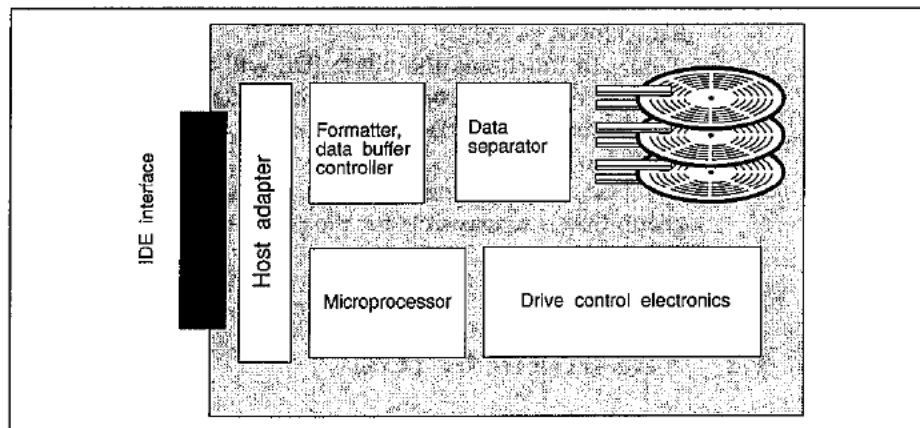 IDE interface
Host adapter
Formatter,
data buffer
controller
Data
separator
Microprocessor
Drive control electronics